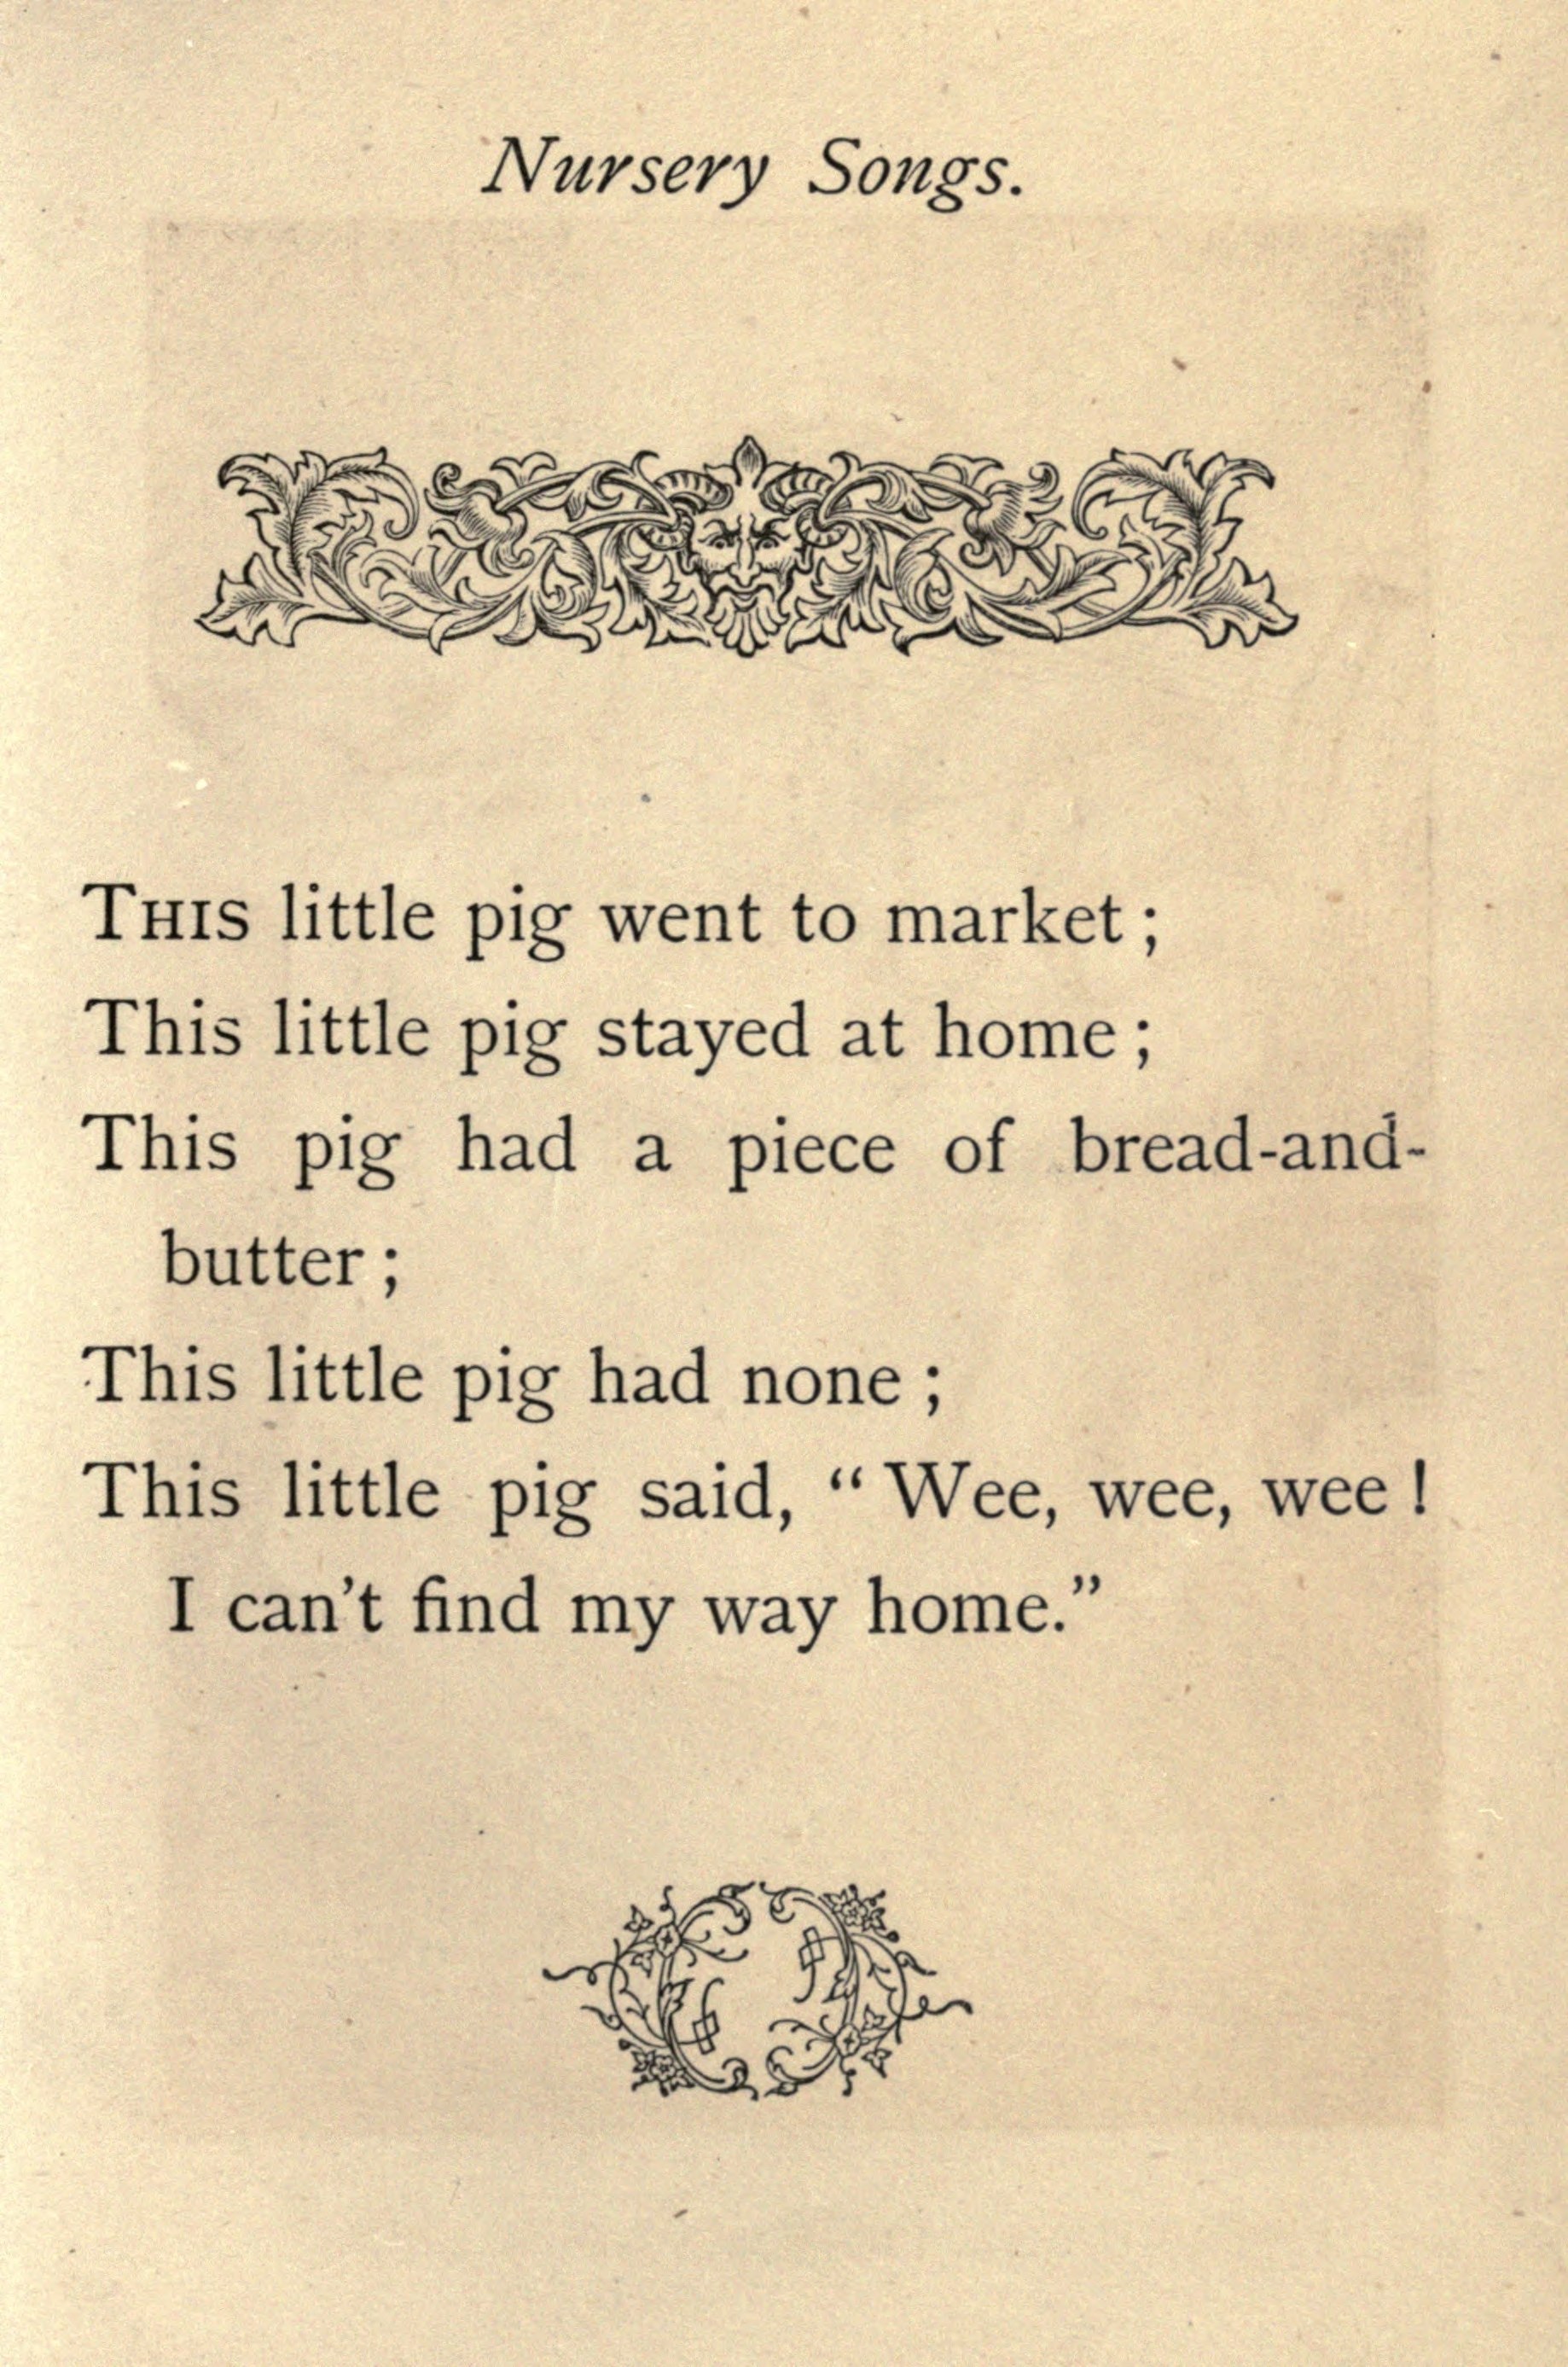 Nursery Songs.
THIS little pig went to market;
This little pig stayed at home;
This pig had a piece of bread-and-
butter;
This little pig had none;
This little pig said, “Wee, wee, wee!
I can’t find my way home.”